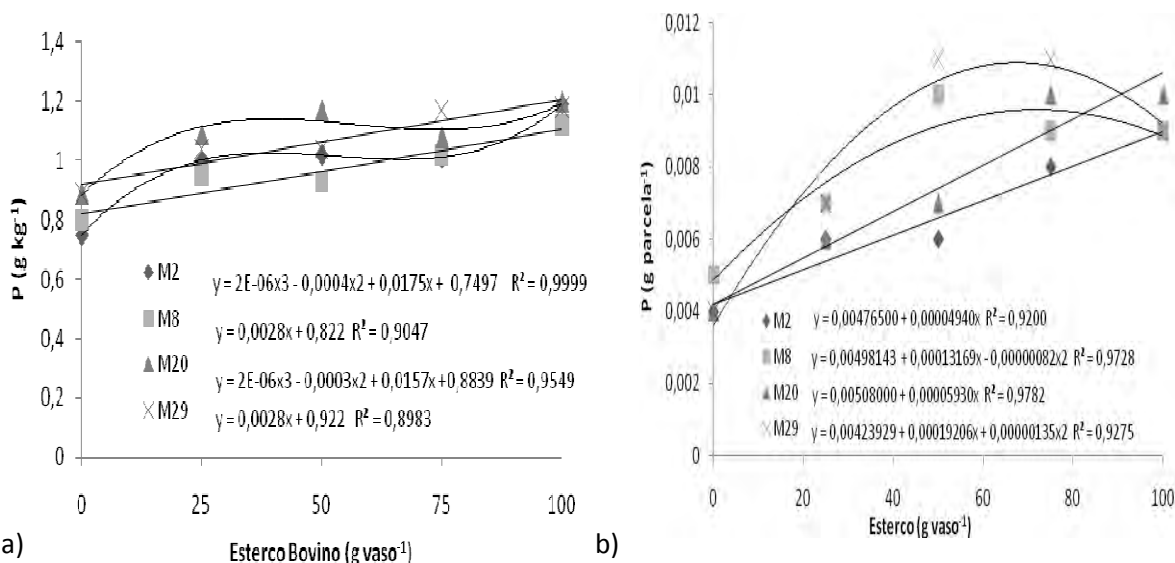 1,4
1,2
1
0,8
0,6
0,4
0,2
0
P (g kg⁻¹)
M2 y = 2E-06x3 - 0,0004x2 + 0,0175x + 0,7497 R² = 0,9999
M8 y = 0,0028x + 0,822 R² = 0,9047
M20 y = 2E-06x3 - 0,0003x2 + 0,0157x + 0,8839 R² = 0,9549
M29 y = 0,0028x + 0,922 R² = 0,8983
0 25 50 75 100
Esterco Bovino (g vaso⁻¹)
a)
0,012
0,01
0,008
0,006
0,004
0,002
0
P (g parcela⁻¹)
M2 y = 0,00476500 + 0,00004940x R² = 0,9200
M8 y = 0,00498143 + 0,00013169x - 0,00000082x2 R² = 0,9728
M20 y = 0,00508000 + 0,00005930x R² = 0,9782
M29 y = 0,00423929 + 0,00019206x + 0,00000135x2 R² = 0,9275
0 20 40 60 80 100
Esterco (g vaso⁻¹)
b)